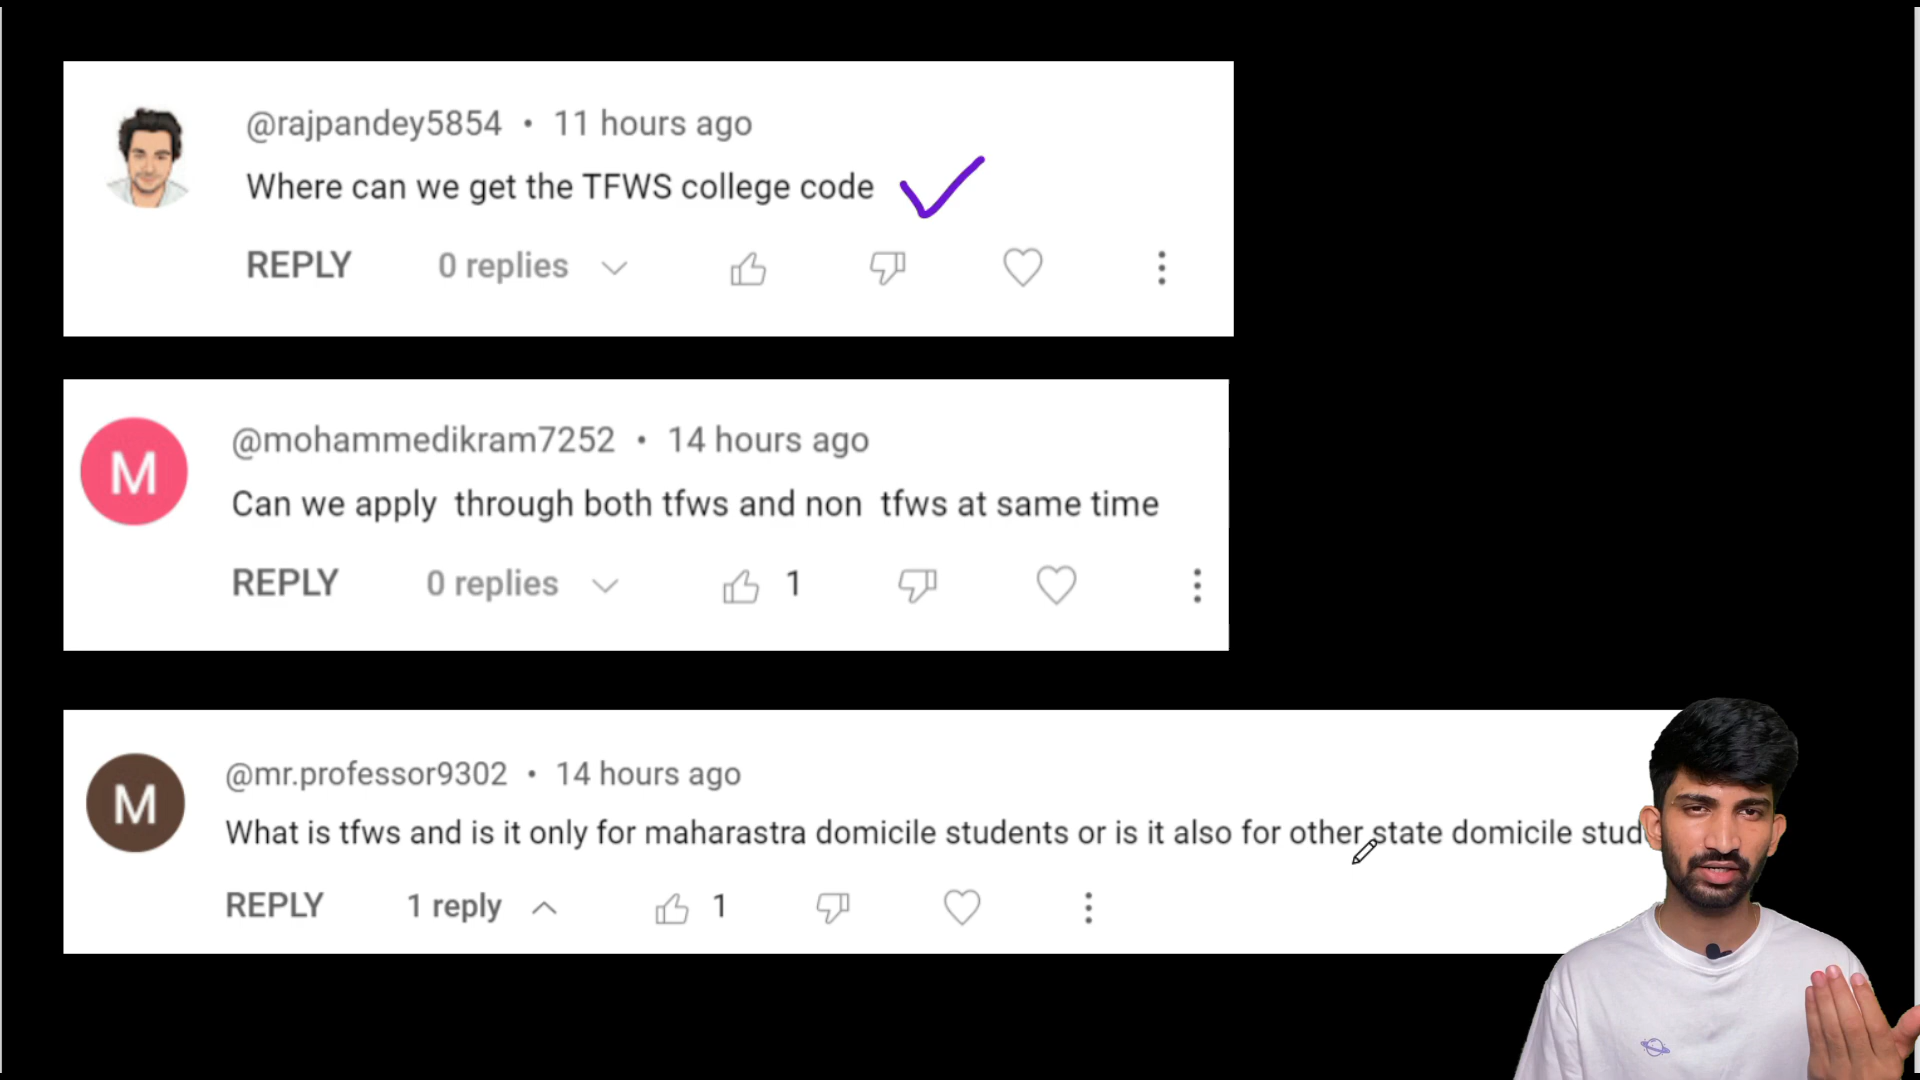 @rajpandey5854 • 11 hours ago
Where can we get the TFWS college code
REPLY 0 replies
M
@mohammedikram7252 • 14 hours ago
Can we apply through both tfws and non tfws at same time
REPLY 0 replies 1
M
@mr.professor9302 • 14 hours ago
What is tfws and is it only for maharastra domicile students or is it also for other state domicile stud
REPLY 1 reply 1